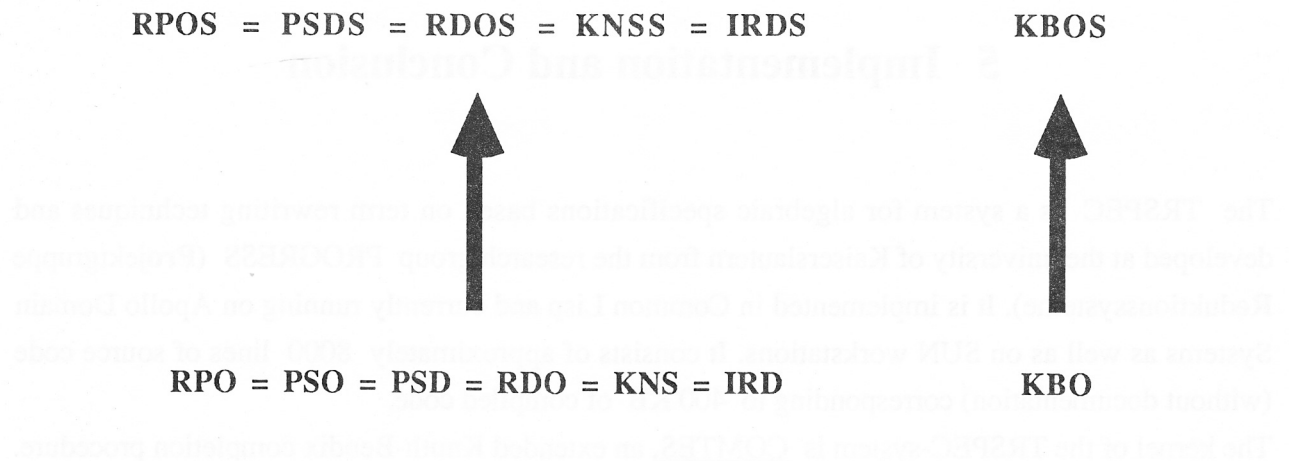 RPOS = PSDS = RDOS = KNSS = IRDS KBOS
RPO = PSO = PSD = RDO = KNS = IRD KBO